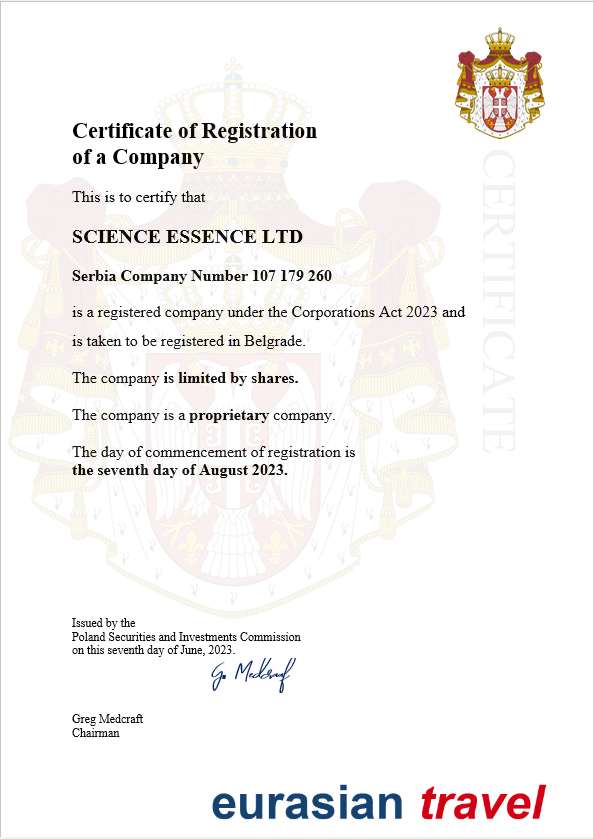 Certificate of Registration
of a Company
This is to certify that
SCIENCE ESSENCE LTD
Serbia Company Number 107 179 260
is a registered company under the Corporations Act 2023 and
is taken to be registered in Belgrade.
The company is limited by shares.
The company is a proprietary company.
The day of commencement of registration is
the seventh day of August 2023.
CERTIFICATE
Issued by the
Poland Securities and Investments Commission
on this seventh day of June, 2023.
G. Medcraft
Greg Medcraft
Chairman
eurasian travel